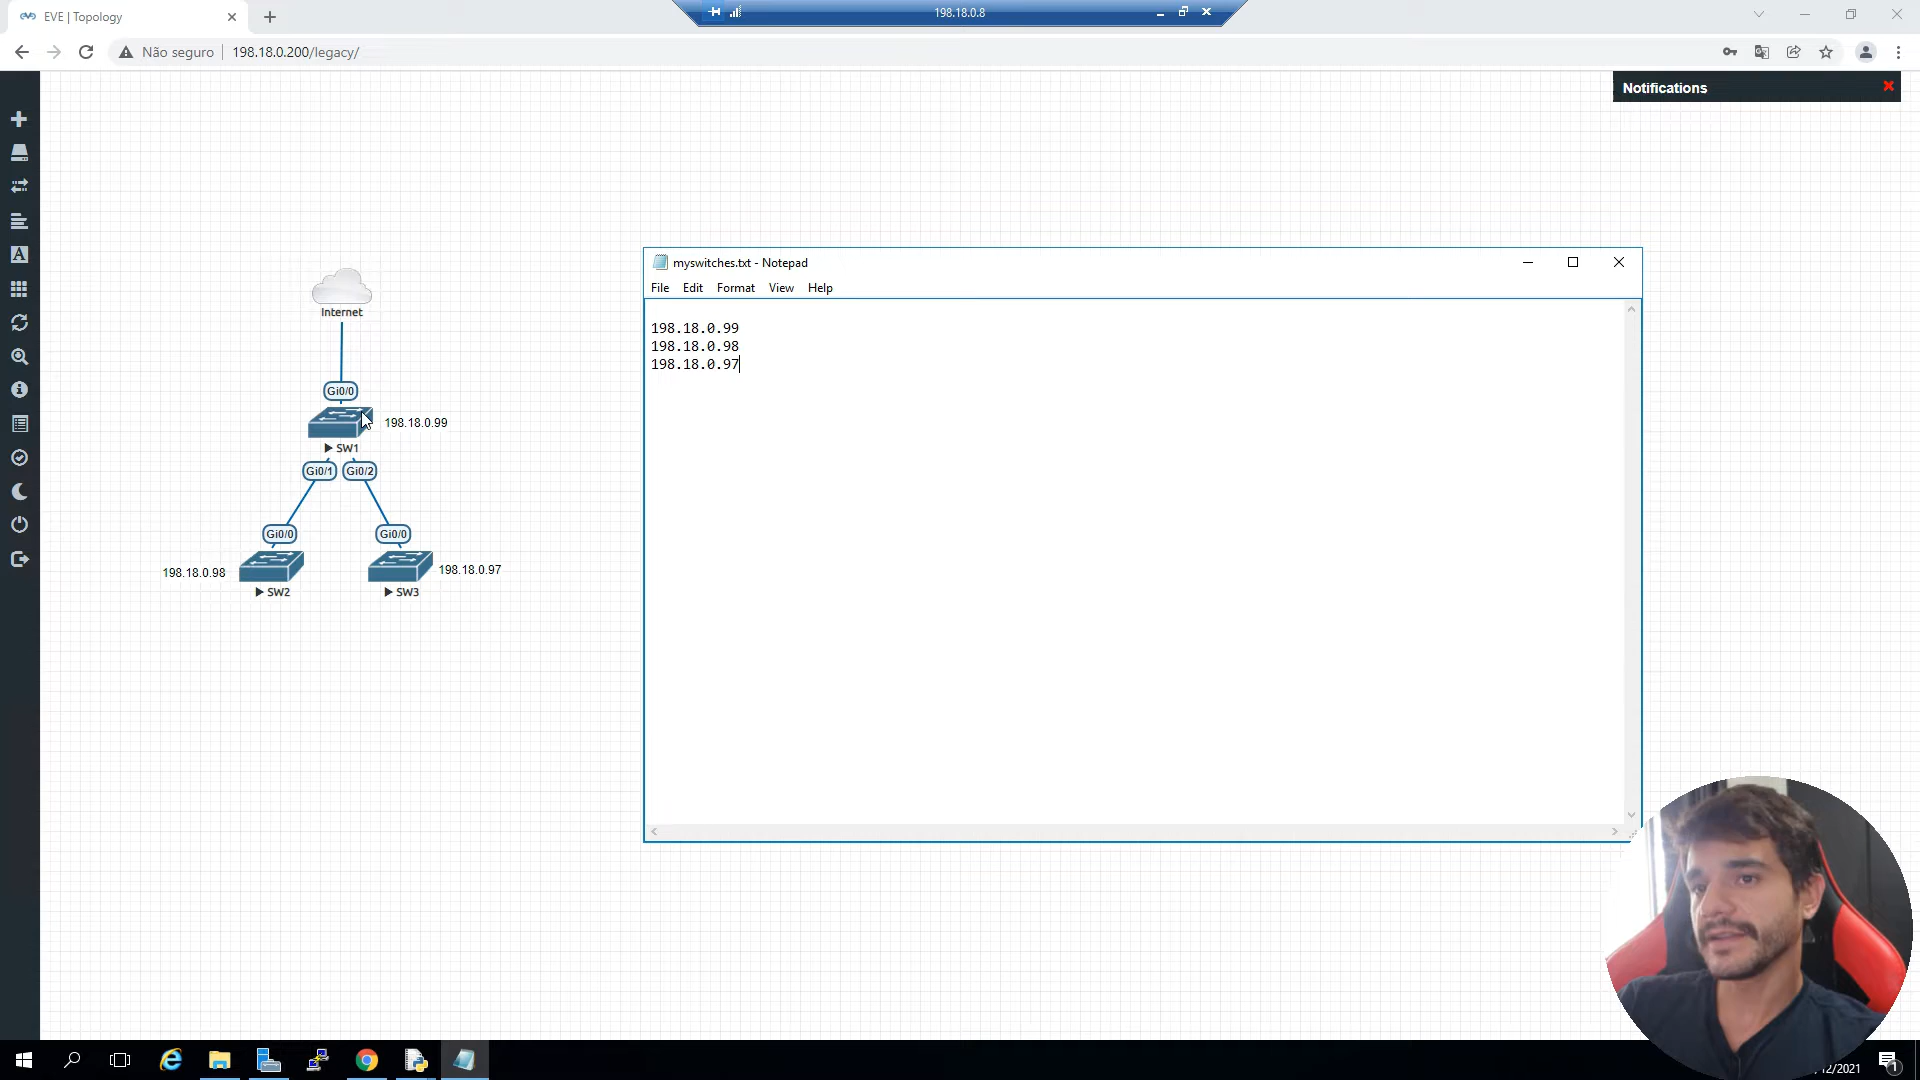 EVE | Topology
198.18.0.8
Não seguro
198.18.0.200/legacy/
Notifications
Internet
Gi0/0
198.18.0.99
SW1
Gi0/1
Gi0/2
Gi0/0
Gi0/0
198.18.0.98
198.18.0.97
SW2
SW3
myswitches.txt - Notepad
File
Edit
Format
View
Help
198.18.0.99
198.18.0.98
198.18.0.97
/12/2021
1